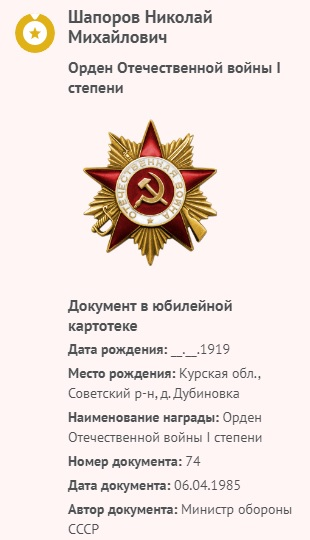 Шапоров Николай
Михайлович
Орден Отечественной войны I
степени
ОТЕЧЕСТВЕННАЯ ВОЙНА
Документ в юбилейной
картотеке
Дата рождения: __.__.1919
Место рождения: Курская обл.,
Советский р-н, д. Дубиновка
Наименование награды: Орден
Отечественной войны I степени
Номер документа: 74
Дата документа: 06.04.1985
Автор документа: Министр обороны
СССР